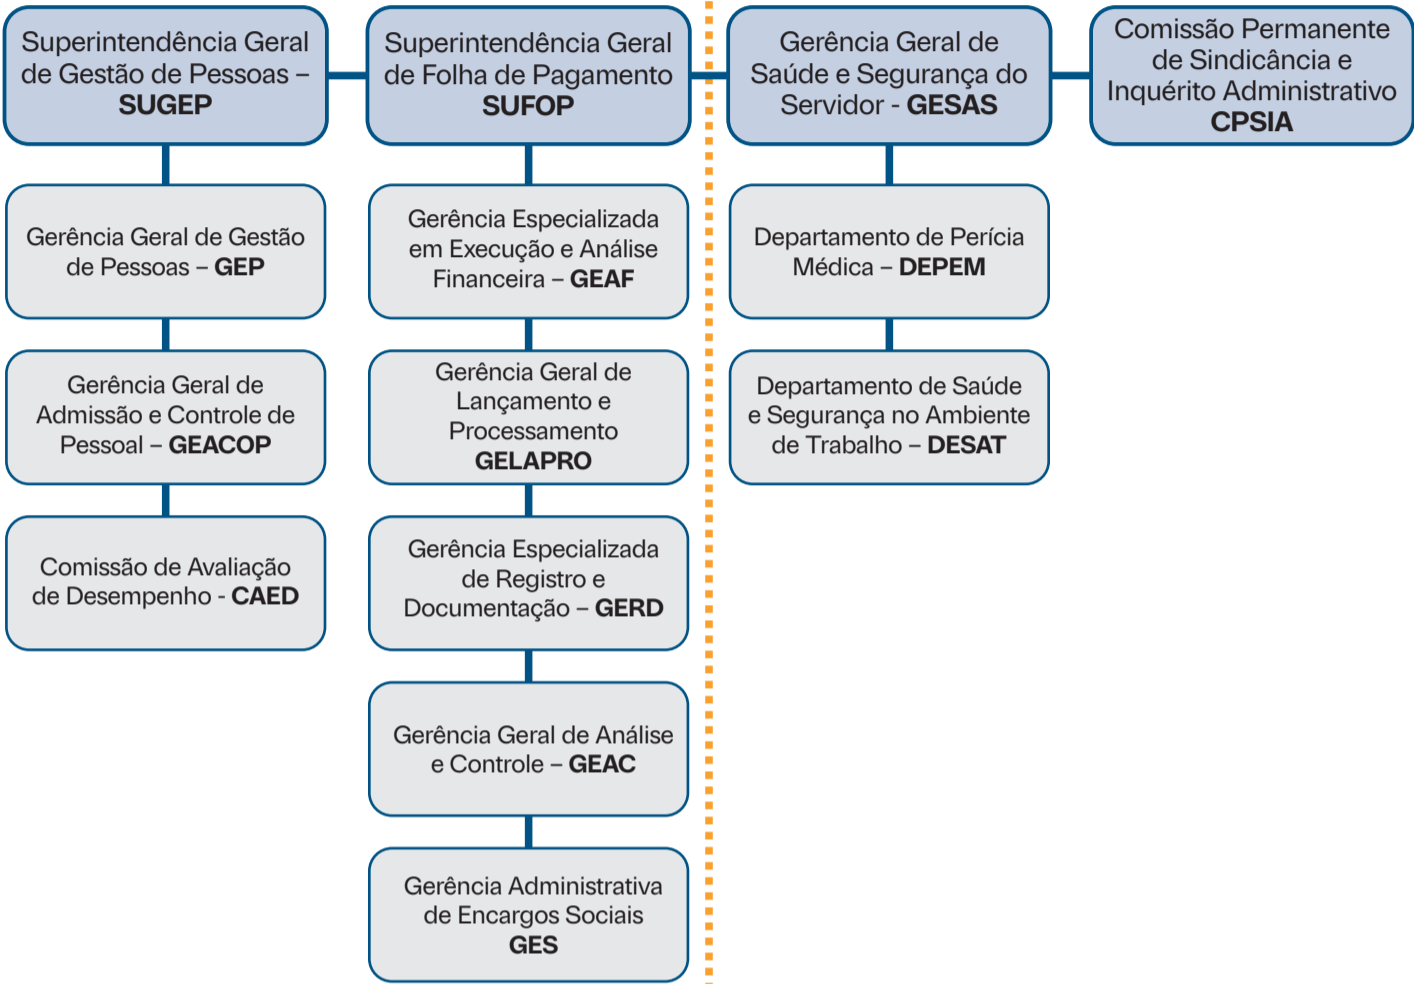 Superintendência Geral
de Gestão de Pessoas –
SUGEP
Superintendência Geral
de Folha de Pagamento
SUFOP
Gerência Geral de
Saúde e Segurança do
Servidor - GESAS
Comissão Permanente
de Sindicância e
Inquérito Administrativo
CPSIA
Gerência Geral de Gestão
de Pessoas – GEP
Gerência Especializada
em Execução e Análise
Financeira – GEAF
Departamento de Perícia
Médica – DEPEM
Gerência Geral de
Admissão e Controle de
Pessoal – GEACOP
Gerência Geral de
Lançamento e
Processamento
GELAPRO
Departamento de Saúde
e Segurança no Ambiente
de Trabalho – DESAT
Comissão de Avaliação
de Desempenho - CAED
Gerência Especializada
de Registro e
Documentação – GERD
Gerência Geral de Análise
e Controle – GEAC
Gerência Administrativa
de Encargos Sociais
GES